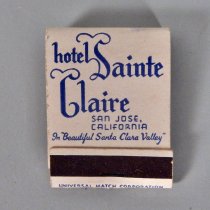 hotel Sainte
Claire
SAN JOSE,
CALIFORNIA
In "Beautiful Santa Clara Valley"
UNIVERSAL MATCH CORPORATION